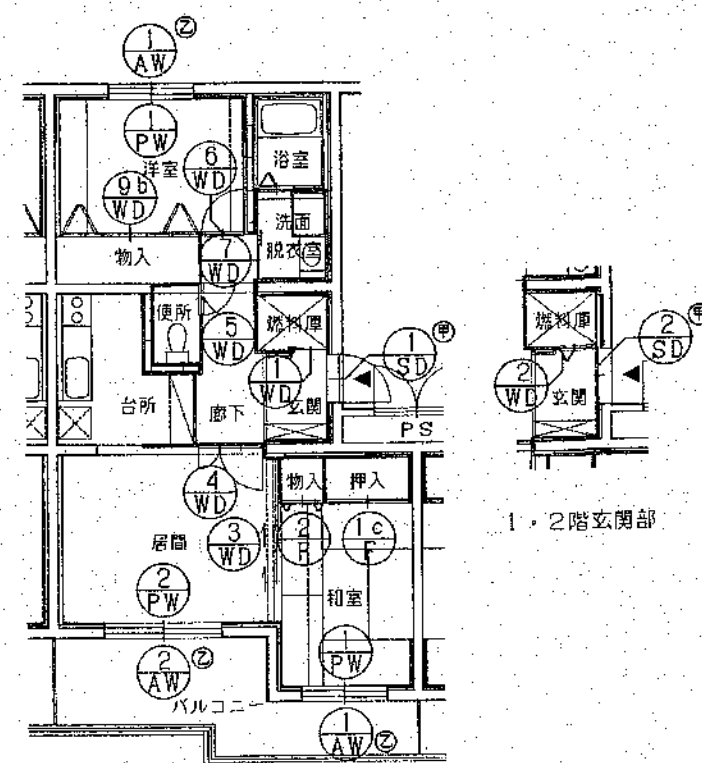 1
AW
乙
1
PW
洋室
6
WD
浴室
9b
WD
洗面
脱衣室
物入
7
WD
便所
5
WD
燃料庫
1
SD
甲
1
WD
台所
廊下
玄関
PS
4
WD
物入
押入
居間
3
WD
2
F
1c
F
2
PW
和室
1
PW
2
AW
乙
バルコニー
1
AW
乙
燃料庫
2
SD
甲
2
WD
玄関
1・2階玄関部